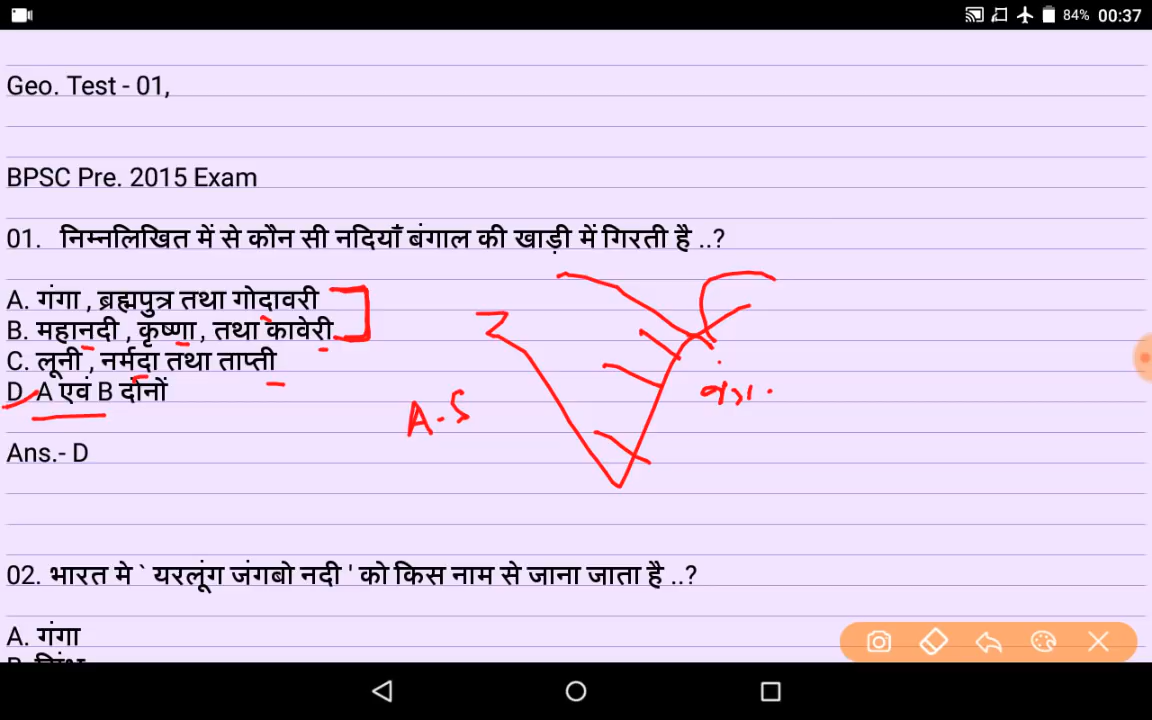 84% 00:37
Geo. Test - 01,
BPSC Pre. 2015 Exam
01. निम्नलिखित में से कौन सी नदियाँ बंगाल की खाड़ी में गिरती है ..?
A. गंगा , ब्रह्मपुत्र तथा गोदावरी
B. महानदी , कृष्णा , तथा कावेरी
C. लूनी , नर्मदा तथा ताप्ती
D. A एवं B दोनों
A.S
Ans.- D
02. भारत मे ` यरलूंग जंगबो नदी ' को किस नाम से जाना जाता है ..?
A. गंगा